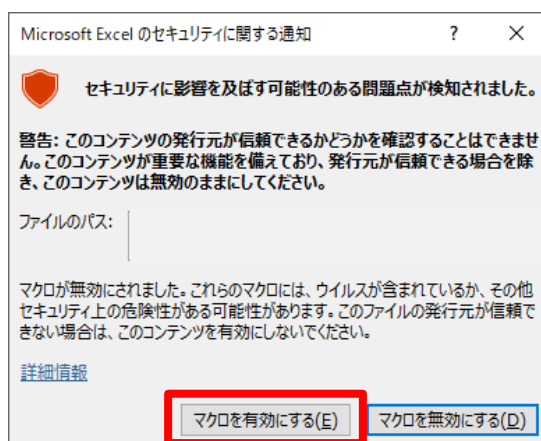 Microsoft Excel のセキュリティに関する通知 ? ×
セキュリティに影響を及ぼす可能性のある問題点が検知されました。
警告: このコンテンツの発行元が信頼できるかどうかを確認することはできませ
ん。このコンテンツが重要な機能を備えており、発行元が信頼できる場合を除
き、このコンテンツは無効のままにしてください。
ファイルのパス:
マクロが無効にされました。これらのマクロには、ウイルスが含まれているか、その他
セキュリティ上の危険性がある可能性があります。このファイルの発行元が信頼で
きない場合は、このコンテンツを有効にしないでください。
詳細情報
マクロを有効にする(E) マクロを無効にする(D)